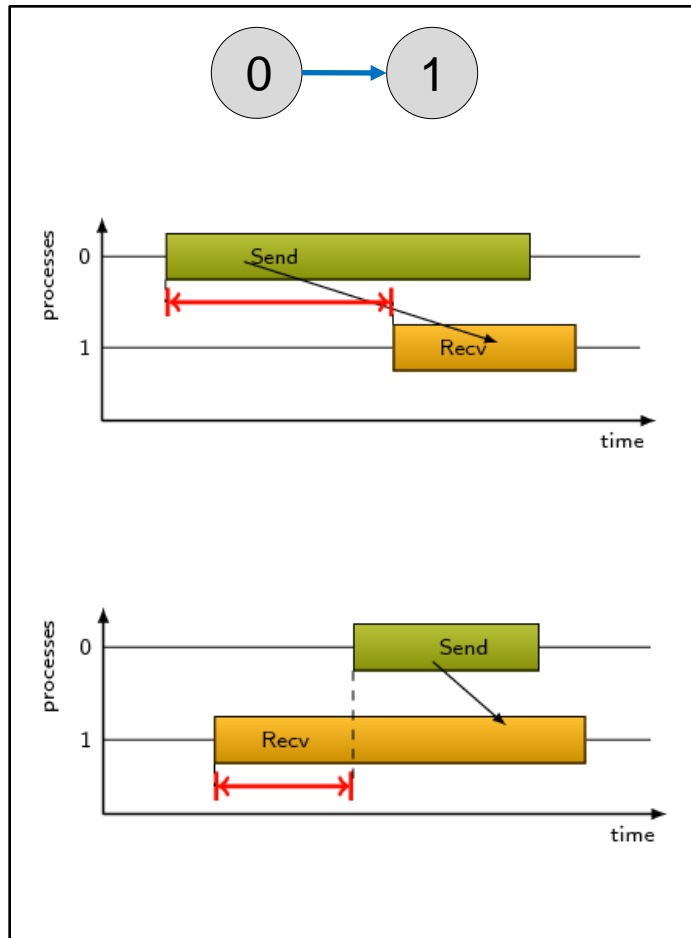 0 1
processes
0
Send
1
Recv
time
processes
0
Send
1
Recv
time